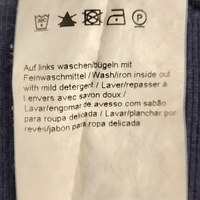 Auf links waschen/bügeln mit
Feinwaschmittel / Wash/iron inside out
with mild detergent / Laver/repasser à
l'envers avec savon doux /
Lavar/engomar de avesso com sabão
para roupa delicada / Lavar/planchar por
revés/jabon para ropa delicada